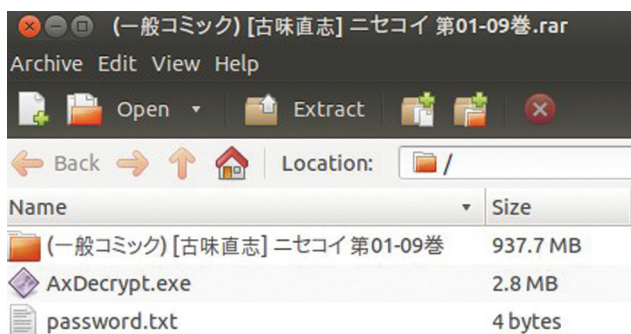 (一般コミック) [古味直志] ニセコイ 第01-09巻.rar
Archive Edit View Help
Open Extract
Back Location: /
Name Size
(一般コミック) [古味直志] ニセコイ 第01-09巻 937.7 MB
AxDecrypt.exe 2.8 MB
password.txt 4 bytes